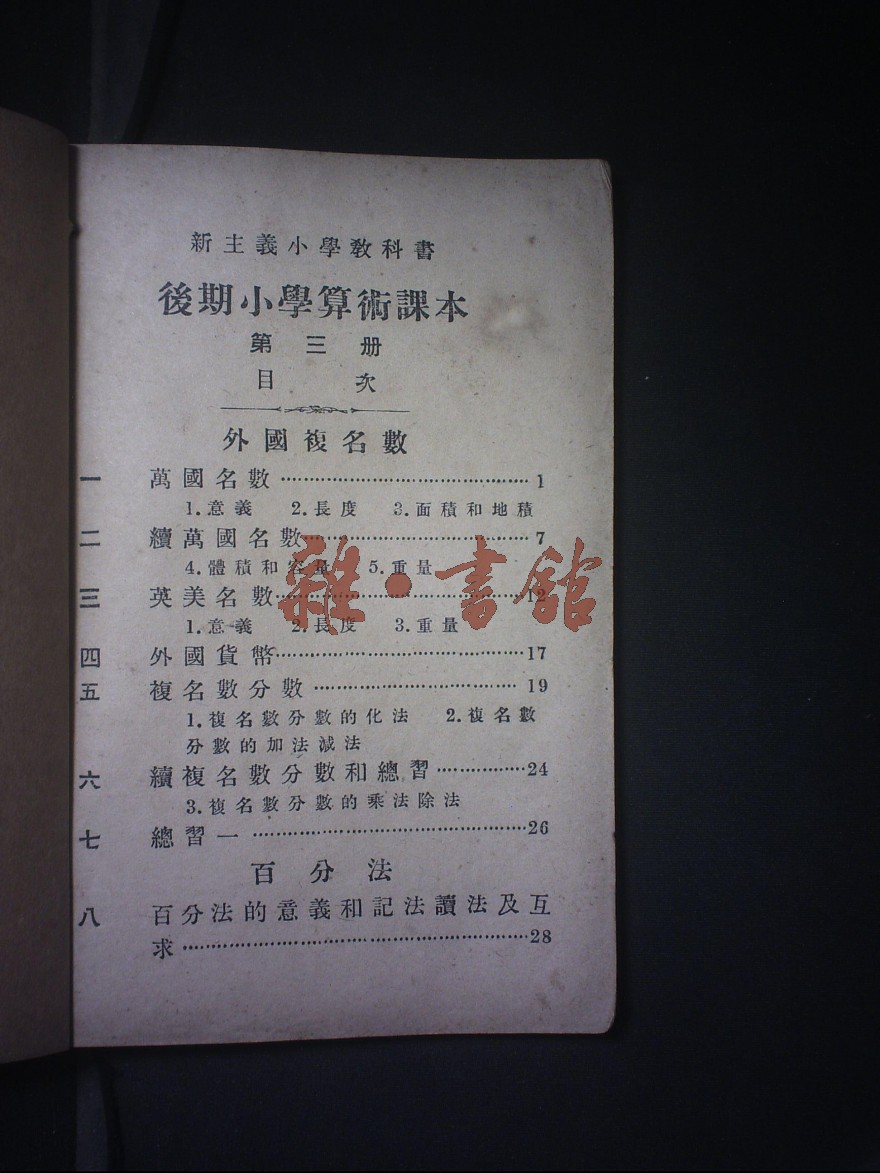 新主義小學教科書
後期小學算術課本
第三册
目次
外國複名數
一 萬國名數……1
1.意義 2.長度 3.面積和地積
二 續萬國名數……7
4.體積和容量 5.重量
三 英美名數……12
1.意義 2.長度 3.重量
四 外國貨幣……17
五 複名數分數……19
1.複名數分數的化法 2.複名數
分數的加法減法
六 續複名數分數和總習……24
3.複名數分數的乘法除法
七 總習一……26
百分法
八 百分法的意義和記法讀法及互
求……28
雜·書館